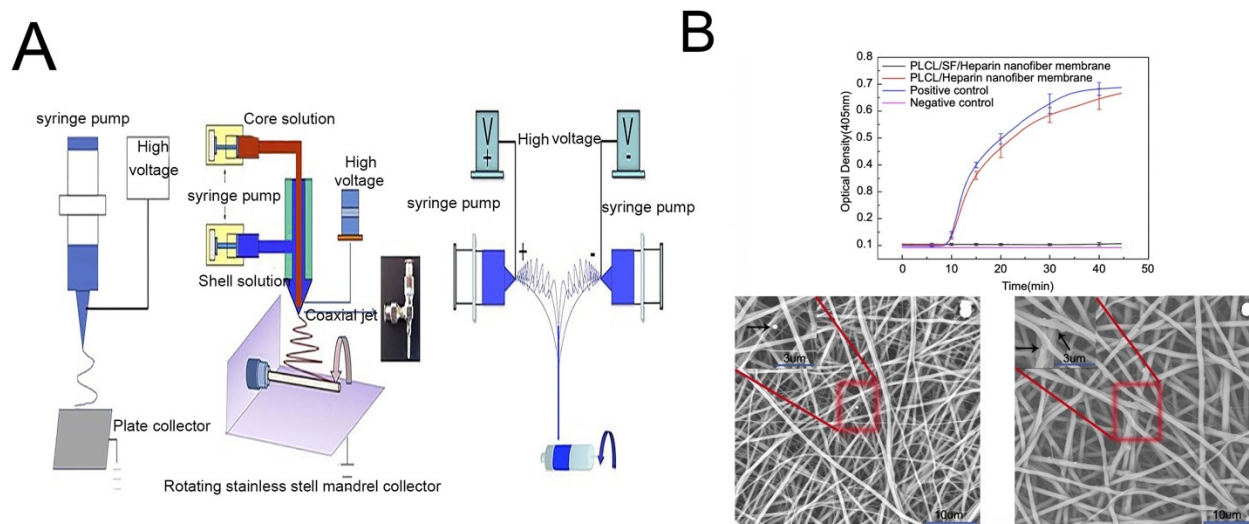 A
syringe pump
High
voltage
Plate collector
Core solution
syringe pump
Shell solution
High
voltage
Coaxial jet
Rotating stainless stell mandrel collector
V
+
High voltage
V
-
syringe pump
syringe pump
+
-
B
PLCL/SF/Heparin nanofiber membrane
PLCL/Heparin nanofiber membrane
Positive control
Negative control
Optical Density(405nm)
0.8
0.7
0.6
0.5
0.4
0.3
0.2
0.1
0
10
20
30
40
50
Time(min)
3um
10um
3um
10um